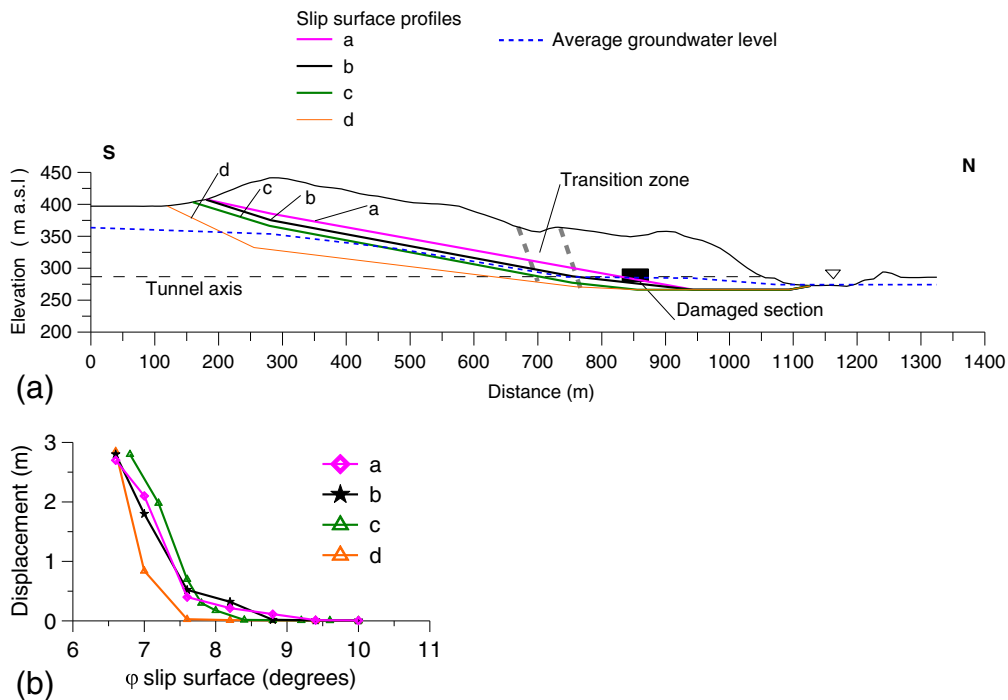 Slip surface profiles
a
Average groundwater level
b
c
d
S
N
450
400
350
300
250
200
Elevation ( m a.s.l )
d
c
b
a
Transition zone
Tunnel axis
Damaged section
0 100 200 300 400 500 600 700 800 900 1000 1100 1200 1300 1400
Distance (m)
(a)
3
2
1
0
Displacement (m)
a
b
c
d
6 7 8 9 10 11
φ slip surface (degrees)
(b)